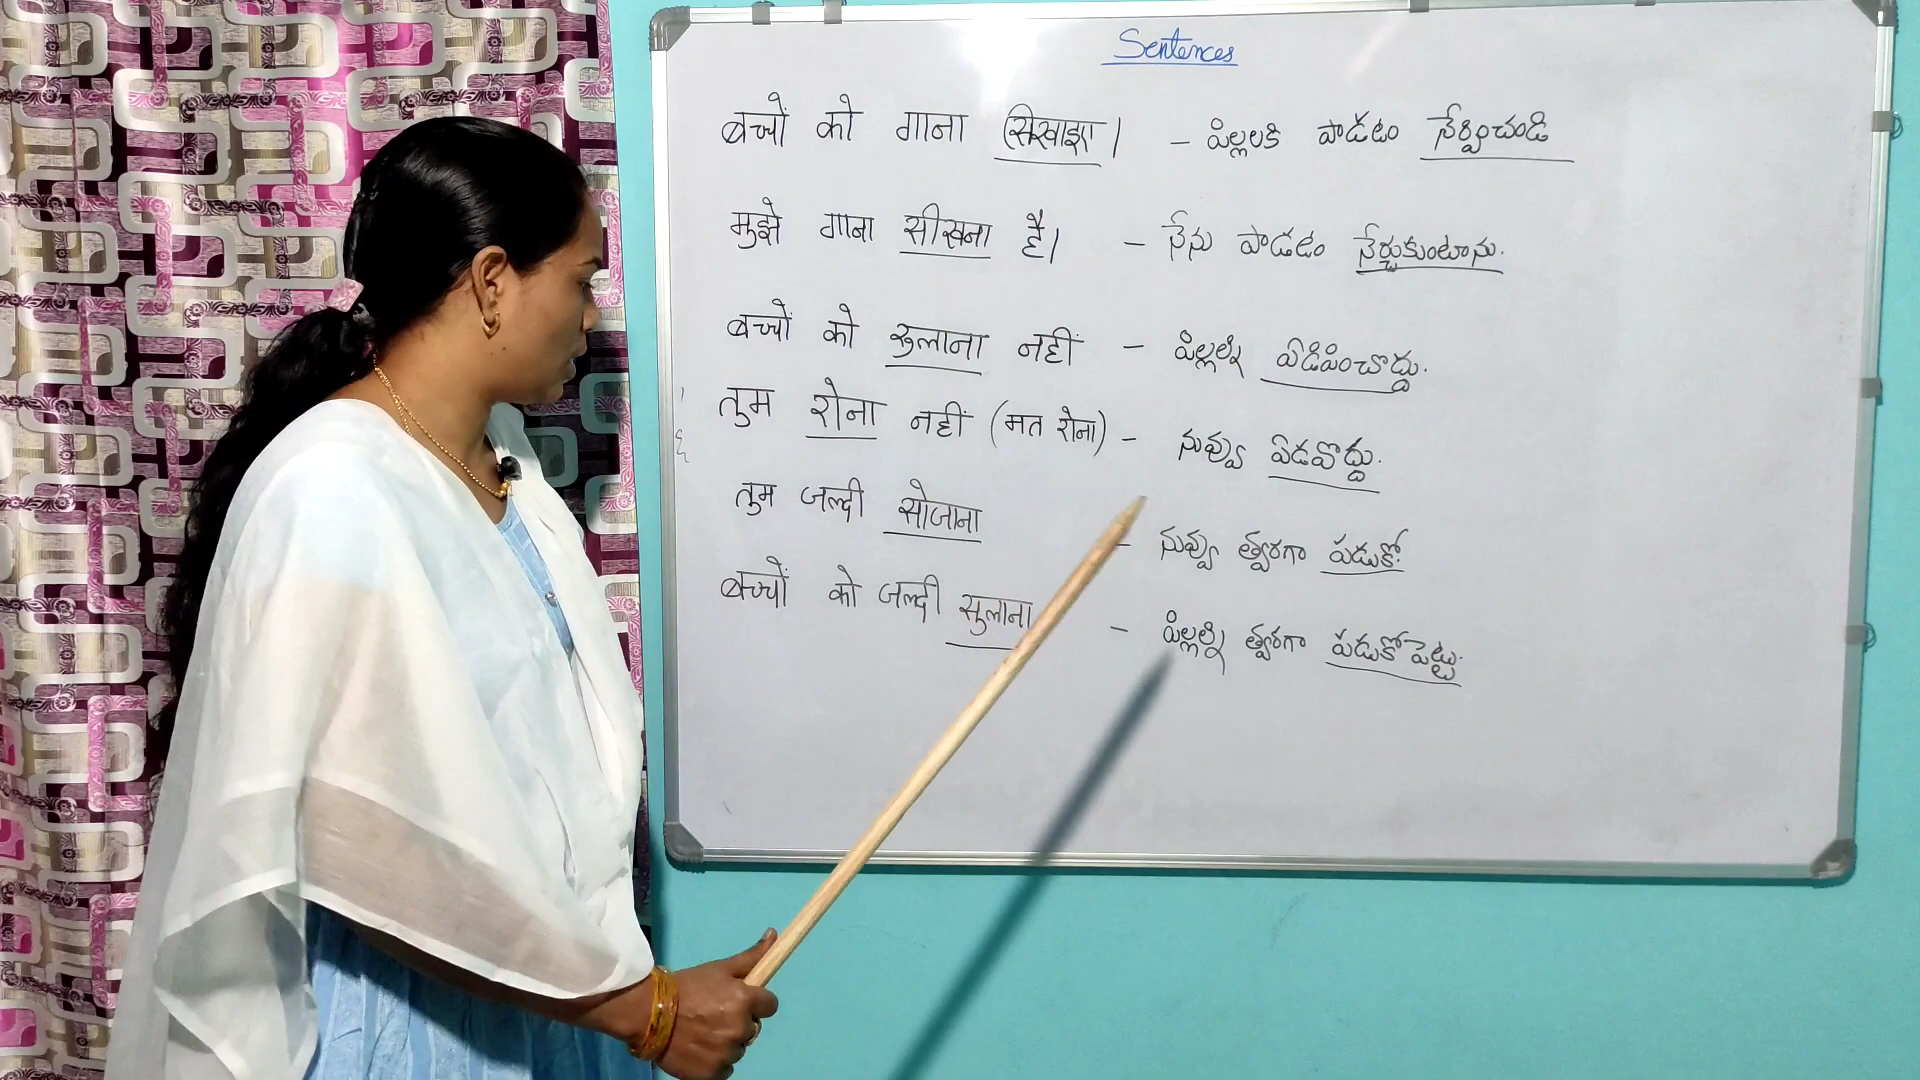 Sentences
बच्चों को गाना सिखाइए। - పిల్లలకి పాడటం నేర్పించండి
मुझे गाना सीखना है। - నేను పాడటం నేర్చుకుంటాను.
बच्चों को रुलाना नहीं - పిల్లల్ని ఏడిపించొద్దు.
तुम रोना नहीं (मत रोना) - నువ్వు ఏడవొద్దు.
तुम जल्दी सोजाना - నువ్వు త్వరగా పడుకో.
बच्चों को जल्दी सुलाना - పిల్లల్ని త్వరగా పడుకోపెట్టు.